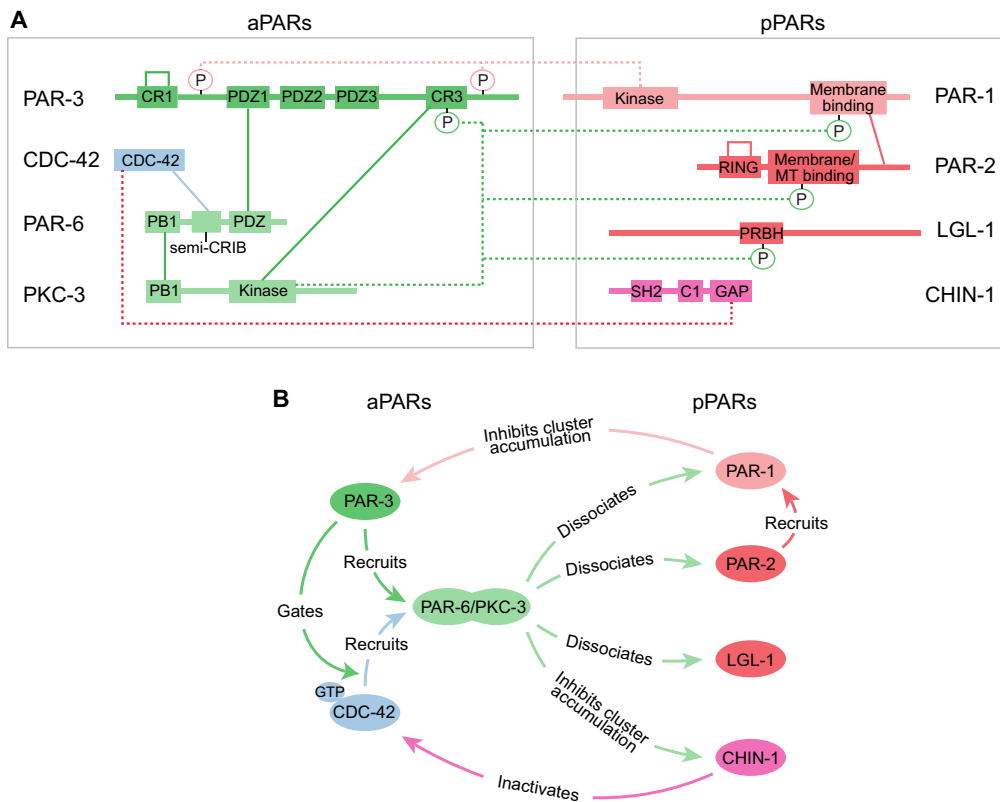 A
aPARs
pPARs
P
P
PAR-3
CR1
PDZ1
PDZ2
PDZ3
CR3
Kinase
Membrane
binding
PAR-1
P
P
CDC-42
CDC-42
RING
Membrane/
MT binding
PAR-2
P
PAR-6
PB1
PDZ
semi-CRIB
PRBH
LGL-1
P
PKC-3
PB1
Kinase
SH2
C1
GAP
CHIN-1
B
aPARs
pPARs
Inhibits cluster
accumulation
PAR-1
PAR-3
Dissociates
Recruits
Recruits
Dissociates
PAR-2
Gates
PAR-6/PKC-3
Recruits
Dissociates
LGL-1
GTP
CDC-42
Inhibits cluster
accumulation
CHIN-1
Inactivates